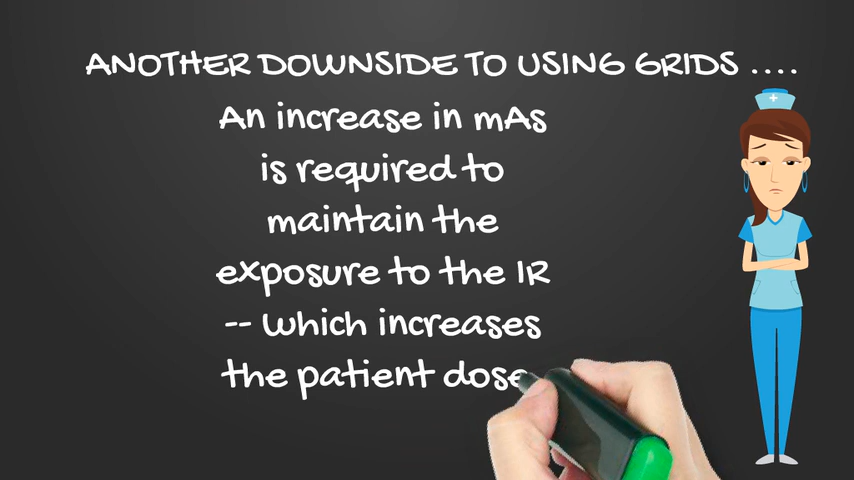 ANOTHER DOWNSIDE TO USING GRIDS ....
An increase in mAs
is required to
maintain the
exposure to the IR
-- which increases
the patient dose